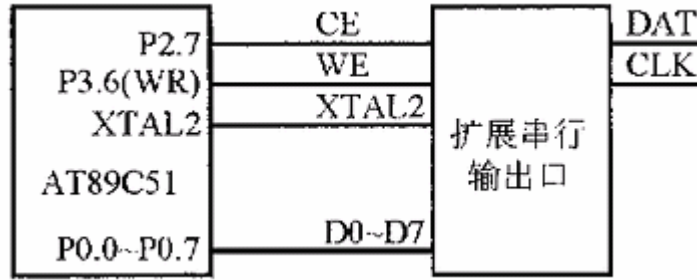 P2.7 CE DAT
P3.6(WR) WE CLK
XTAL2 XTAL2
扩展串行
输出口
AT89C51
P0.0~P0.7 D0~D7